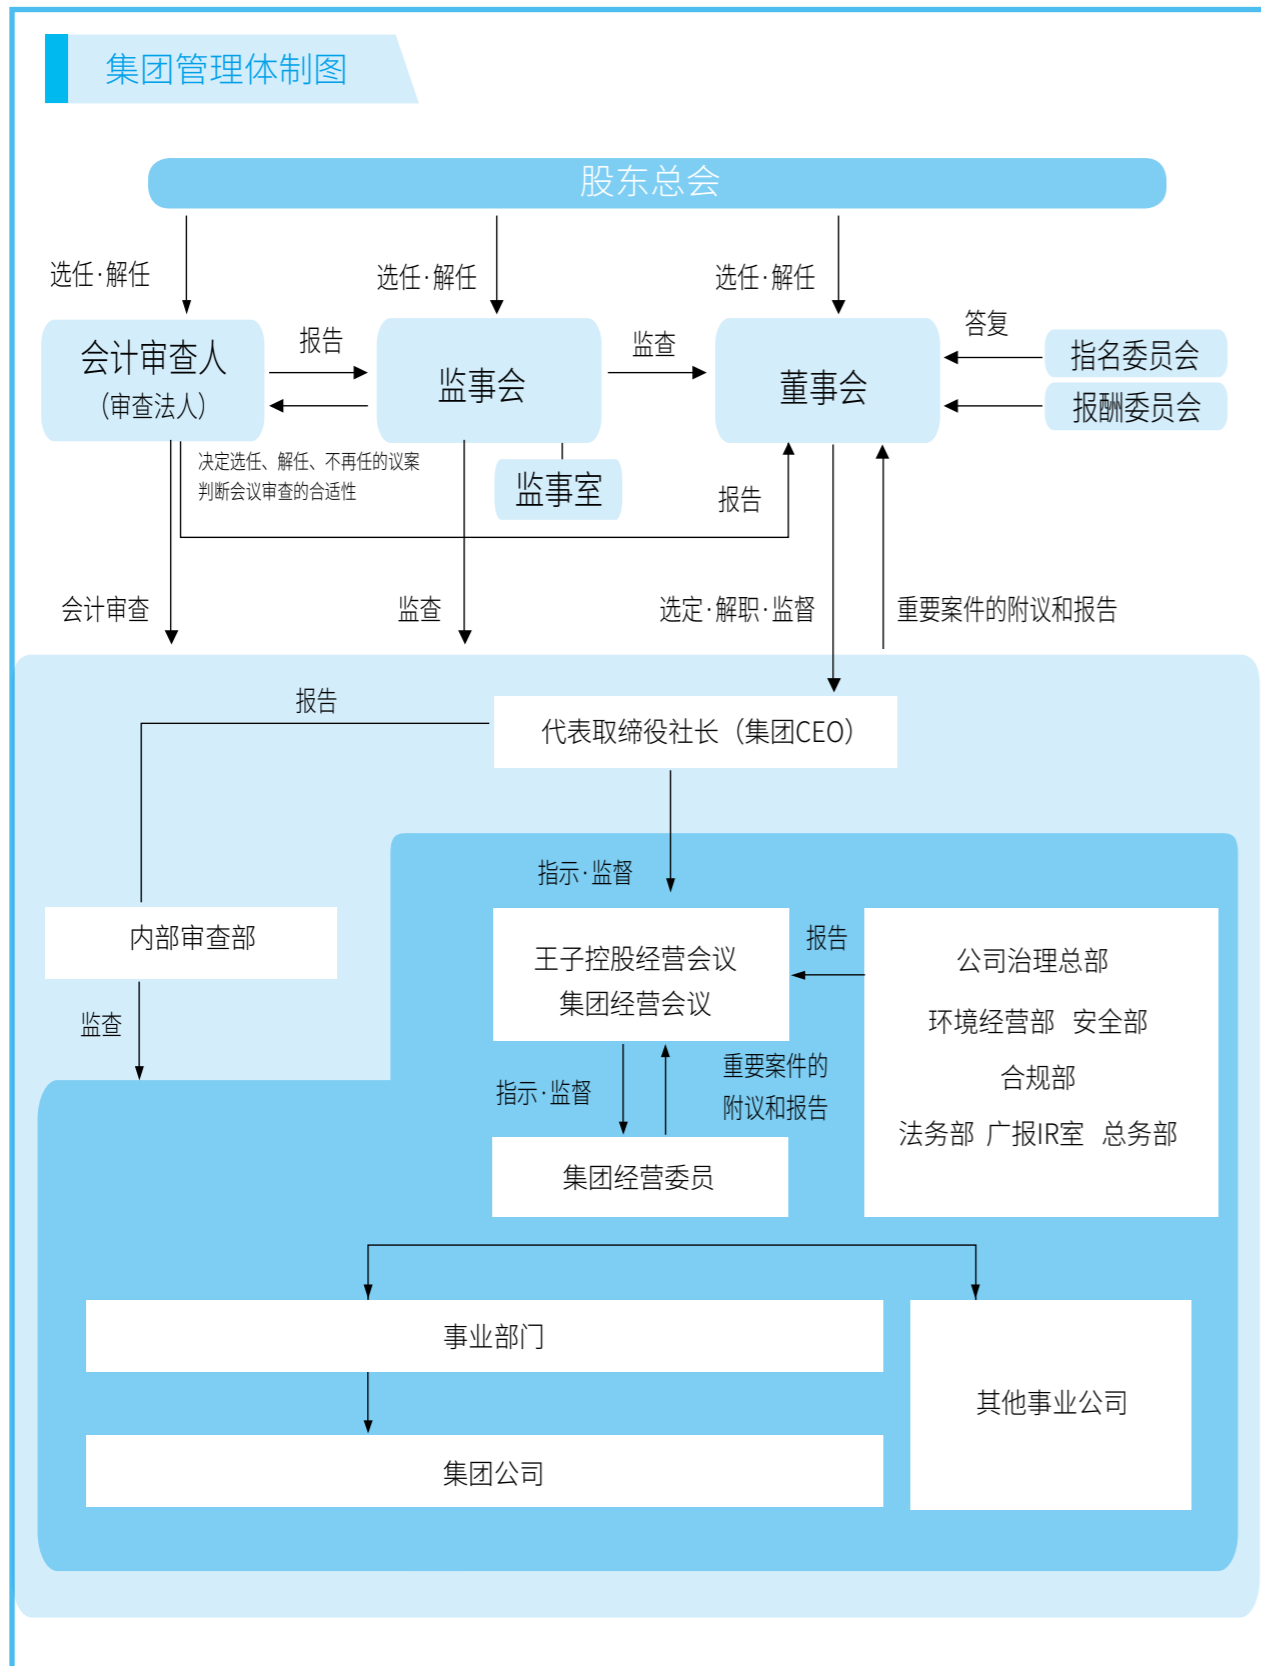 集团管理体制图
股东总会
选任·解任
选任·解任
选任·解任
会计审查人
（审查法人）
报告
监事会
监查
董事会
答复
指名委员会
报酬委员会
决定选任、解任、不再任的议案
判断会议审查的合适性
监事室
报告
会计审查
监查
选定·解职·监督
重要案件的附议和报告
报告
代表取缔役社长（集团CEO）
指示·监督
内部审查部
王子控股经营会议
集团经营会议
报告
公司治理总部
环境经营部 安全部
合规部
法务部 广报IR室 总务部
监查
指示·监督
重要案件的
附议和报告
集团经营委员
事业部门
其他事业公司
集团公司